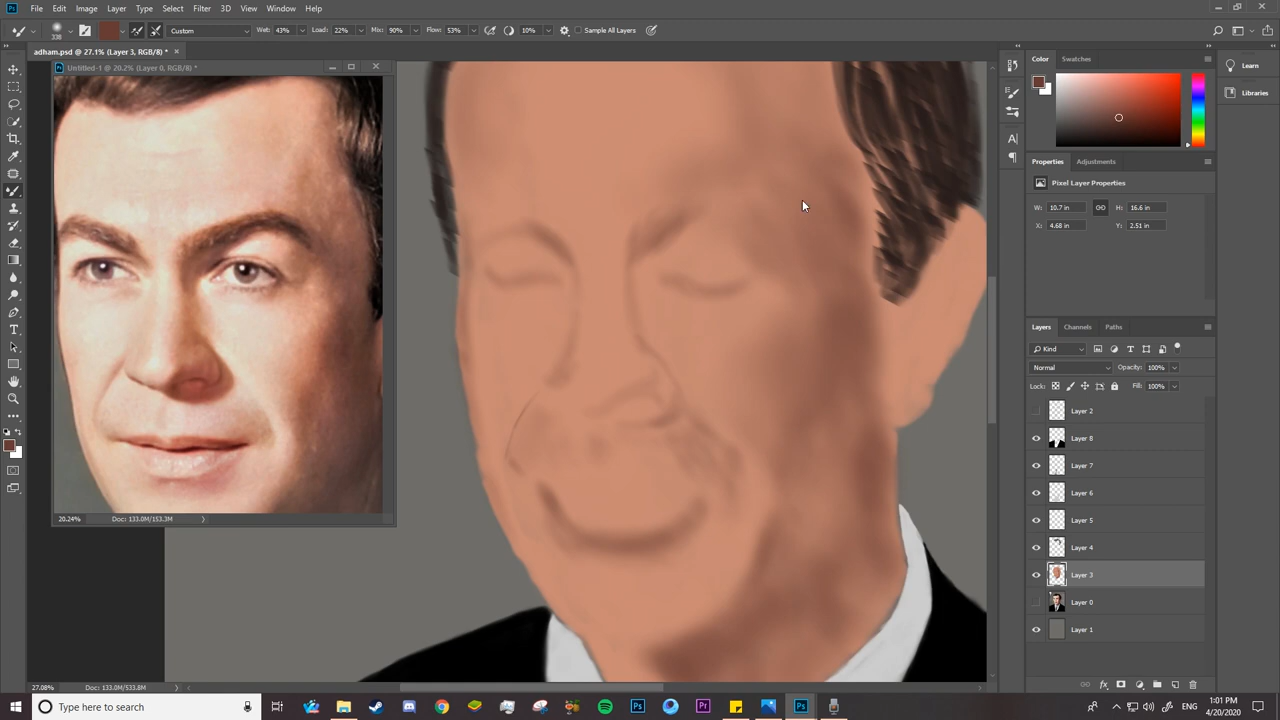 File Edit Image Layer Type Select Filter 3D View Window Help
338 Custom Wet: 43% Load: 22% Mix: 90% Flow: 53% 10% Sample All Layers
adham.psd @ 27.1% (Layer 3, RGB/8) * ×
Untitled-1 @ 20.2% (Layer 0, RGB/8) *
Color Swatches
Learn
Libraries
Properties Adjustments
Pixel Layer Properties
W: 10.7 in H: 16.6 in
X: 4.68 in Y: 2.51 in
Layers Channels Paths
Kind
Normal Opacity: 100%
Lock: Fill: 100%
Layer 2
Layer 8
Layer 7
Layer 6
Layer 5
Layer 4
Layer 3
Layer 0
Layer 1
20.24% Doc: 133.0M/153.3M
27.08% Doc: 133.0M/533.8M
Type here to search
ENG
1:01 PM
4/20/2020